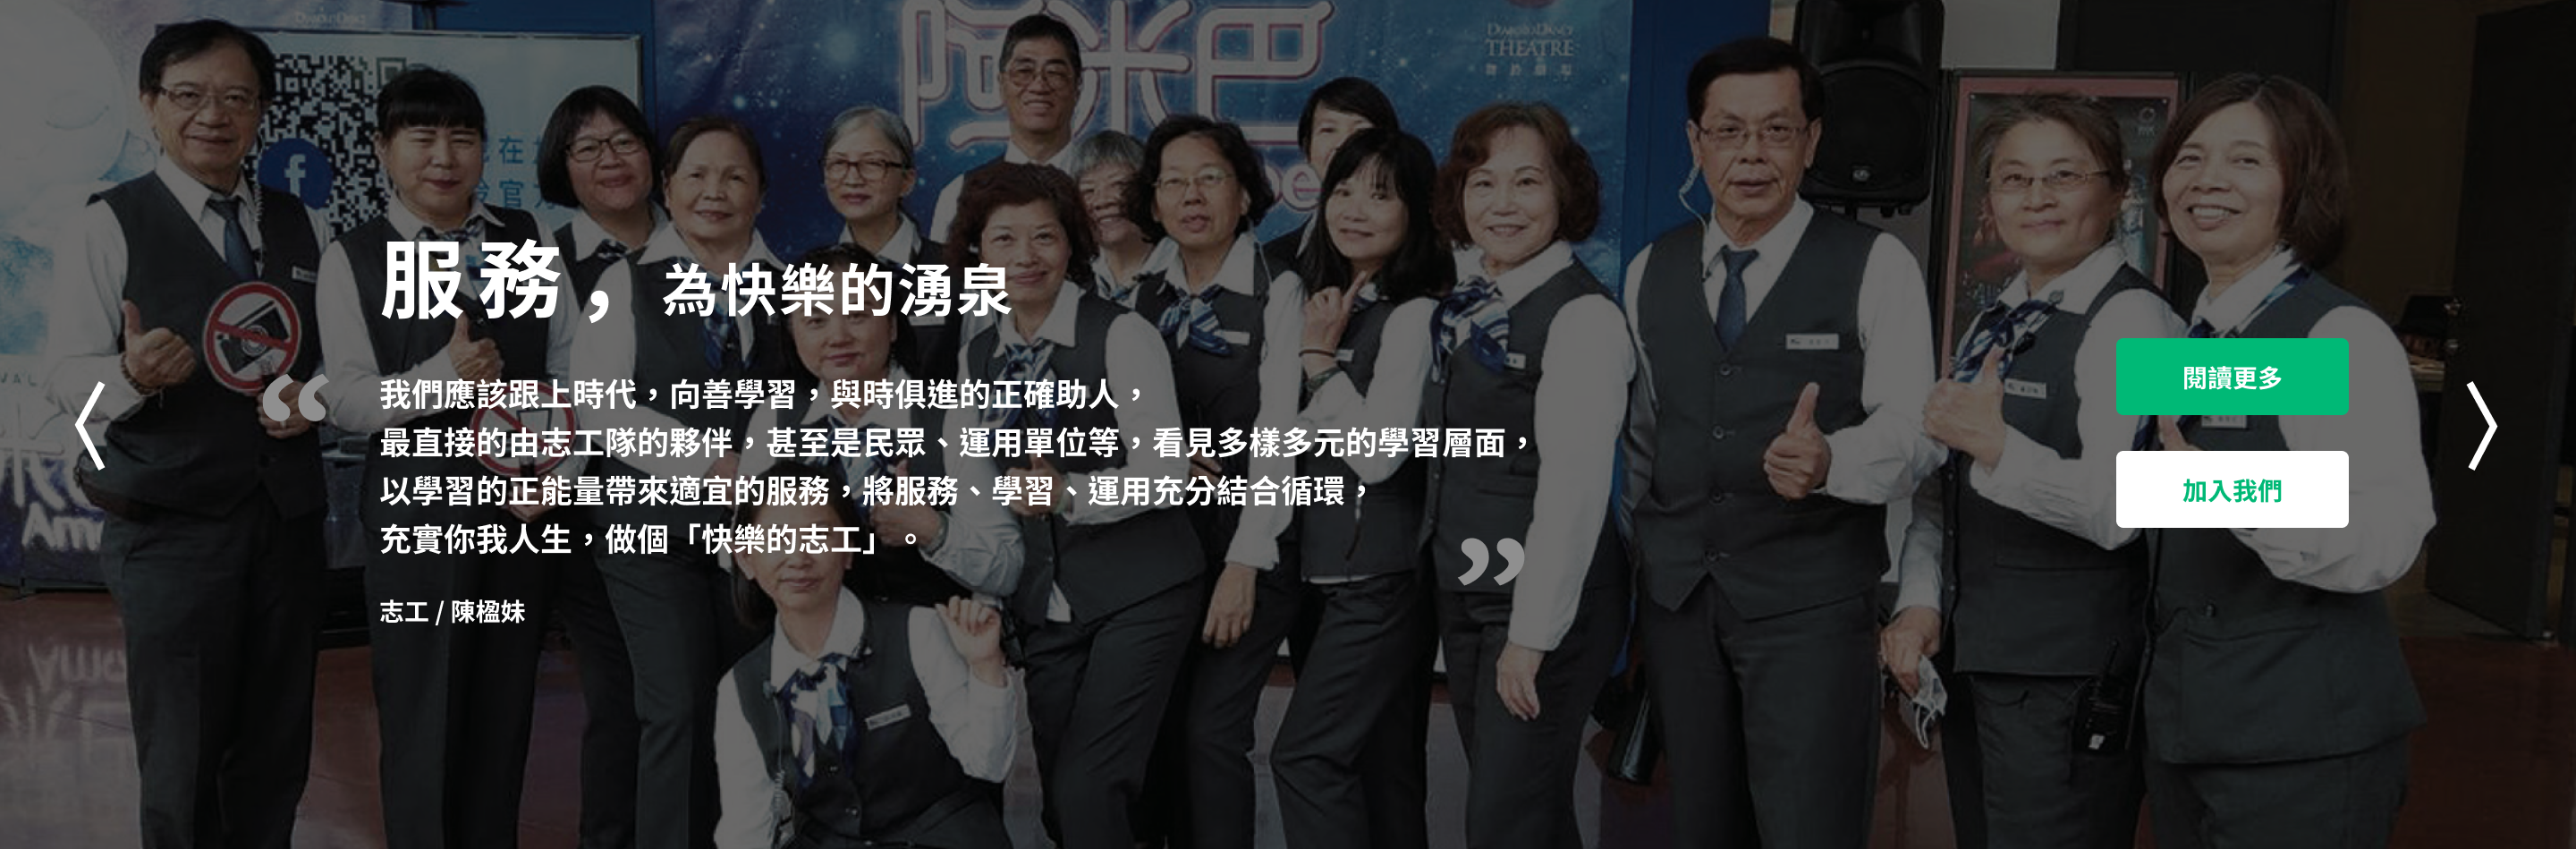 DIABOLODANCE
THEATRE
阿米巴
f
服務，為快樂的湧泉
“
我們應該跟上時代，向善學習，與時俱進的正確助人，
最直接的由志工隊的夥伴，甚至是民眾、運用單位等，看見多樣多元的學習層面，
以學習的正能量帶來適宜的服務，將服務、學習、運用充分結合循環，
充實你我人生，做個「快樂的志工」。
”
志工 / 陳楹妹
閱讀更多
加入我們